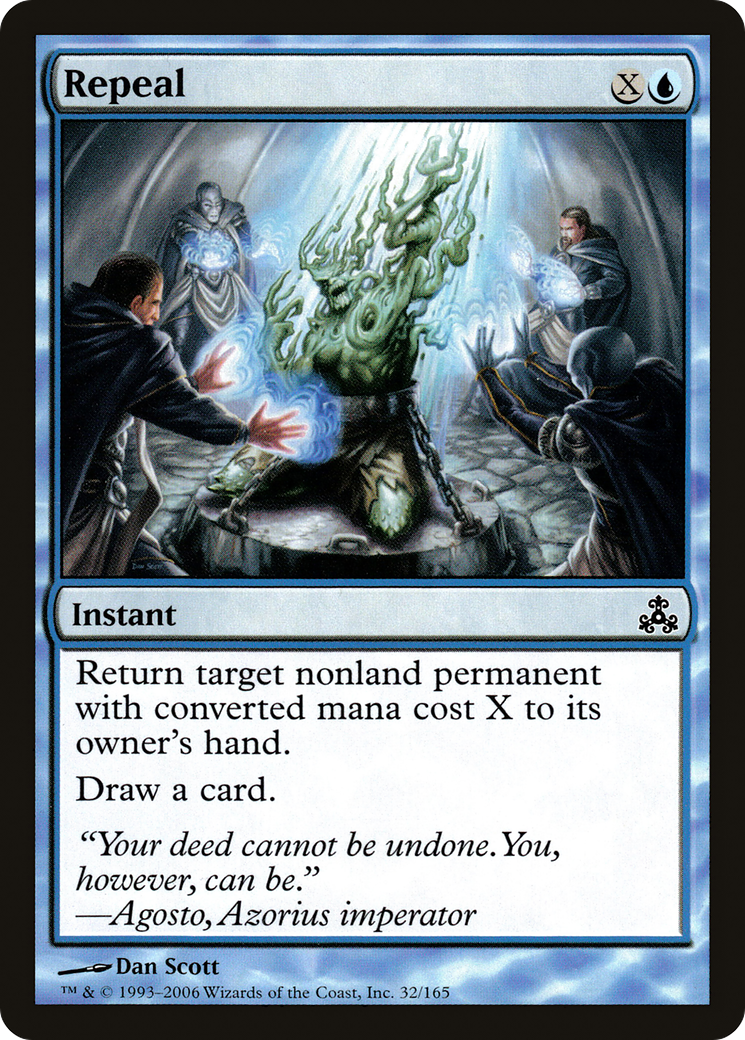 Repeal
X
Instant
Return target nonland permanent
with converted mana cost X to its
owner's hand.
Draw a card.
“Your deed cannot be undone. You,
however, can be.”
—Agosto, Azorius imperator
Dan Scott
™ & © 1993–2006 Wizards of the Coast, Inc. 32/165